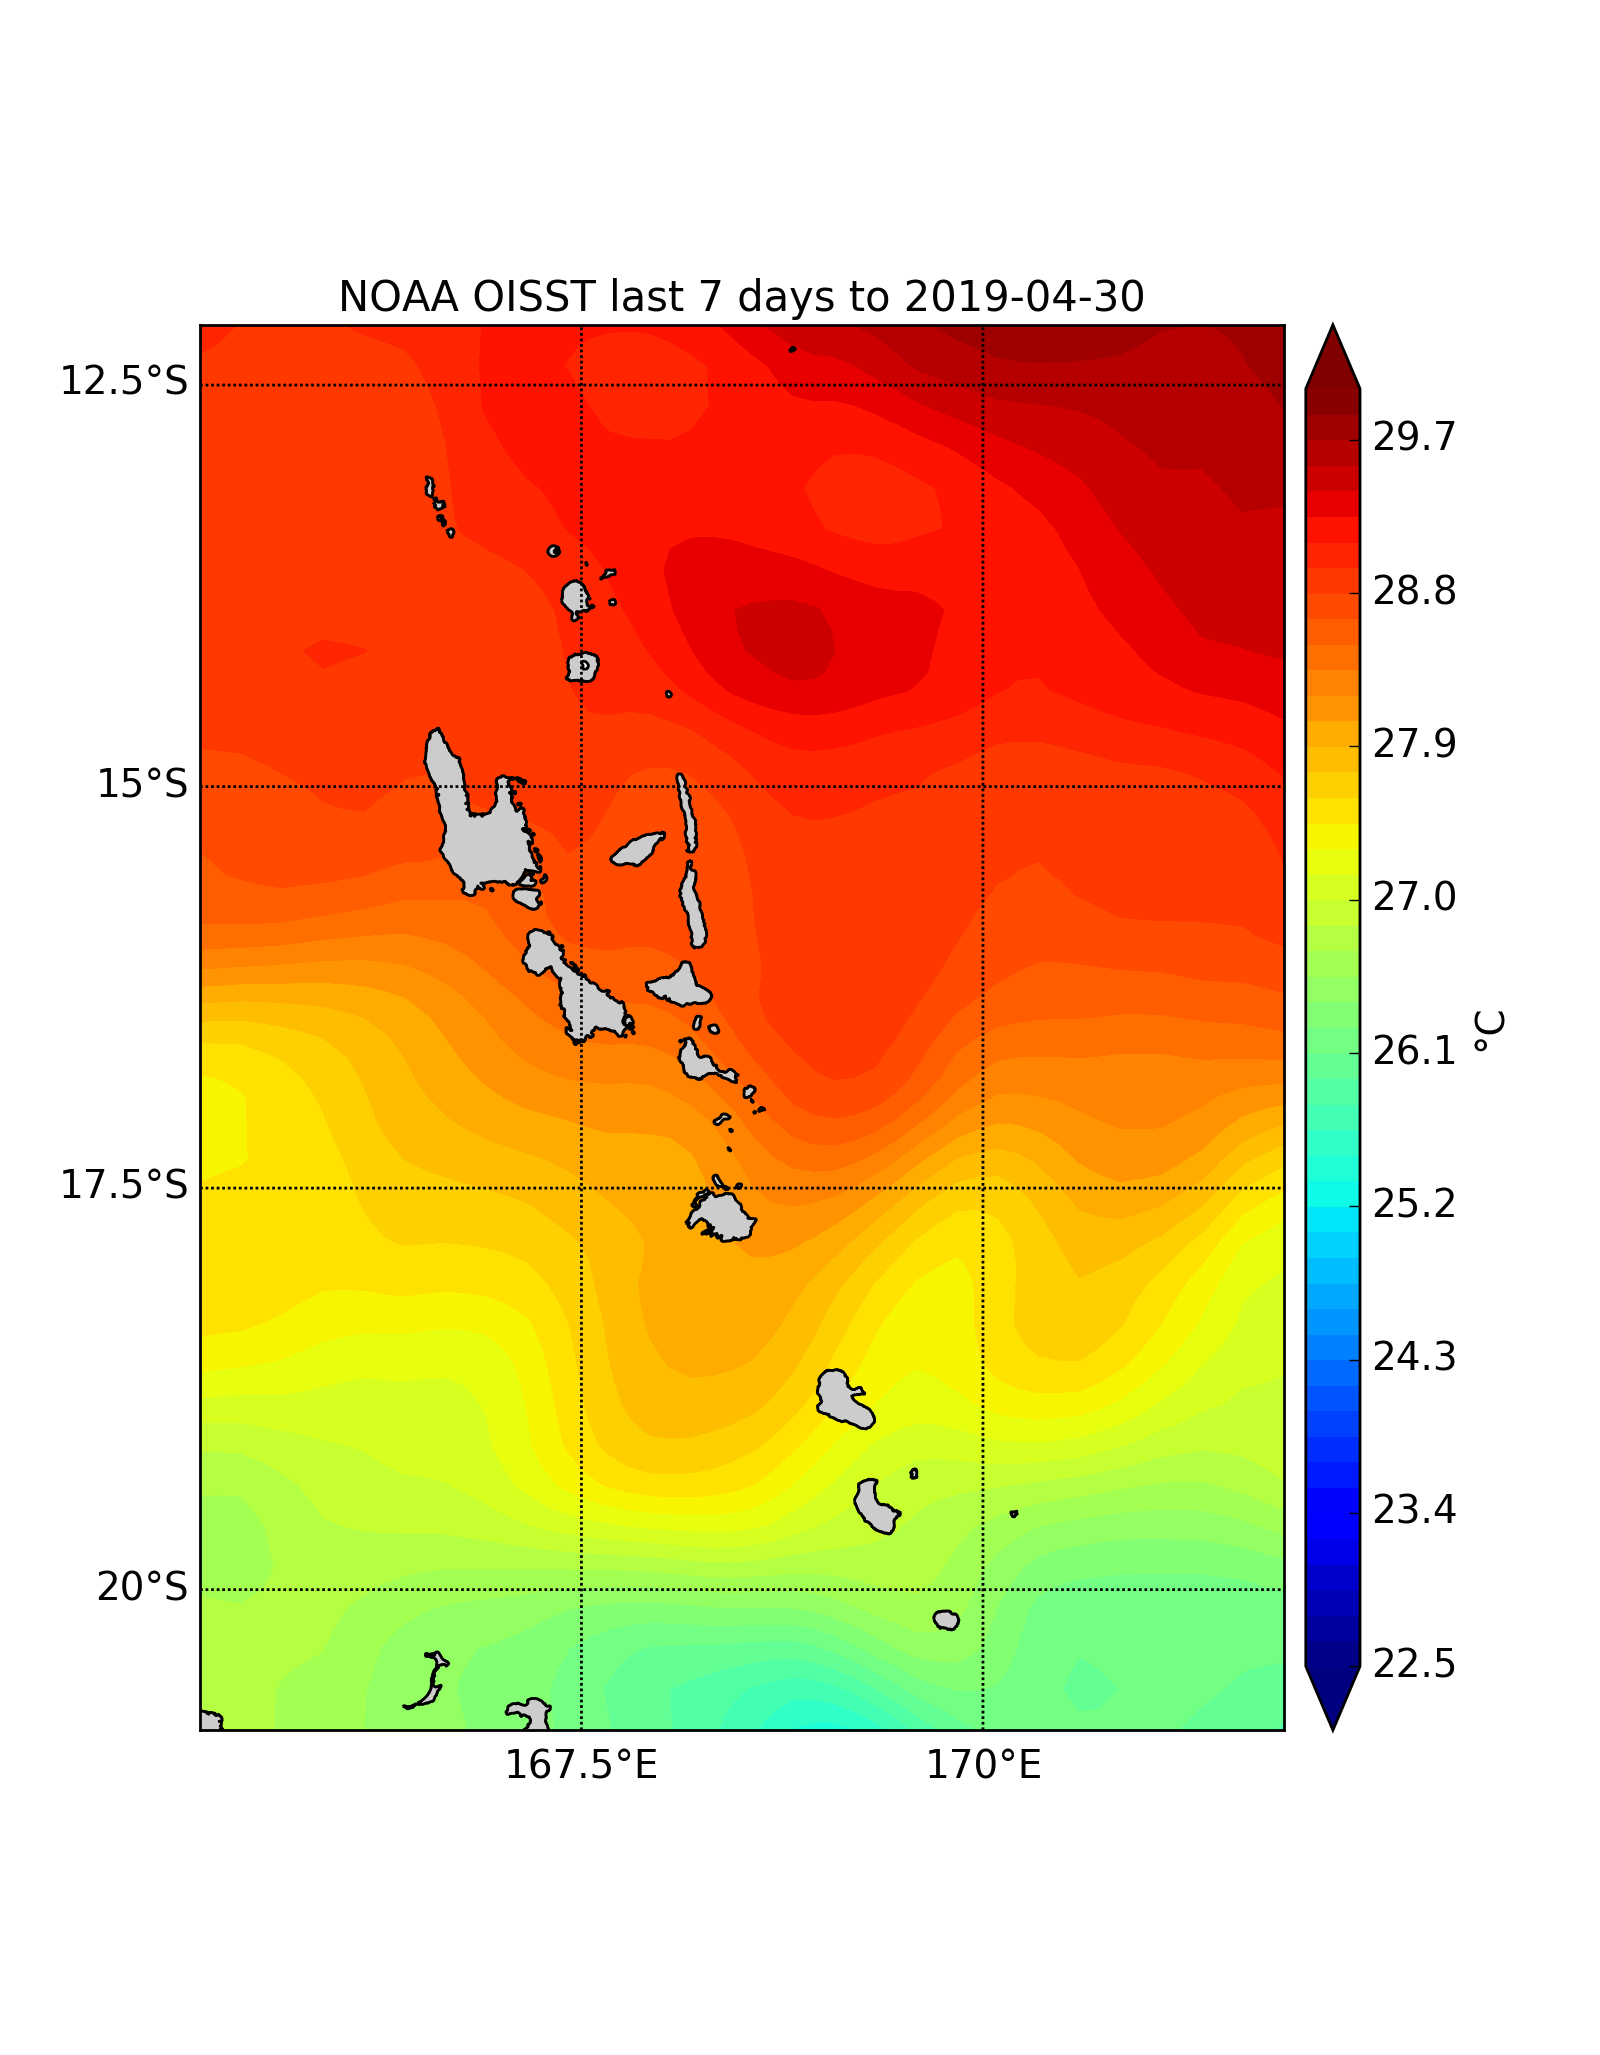 NOAA OISST last 7 days to 2019-04-30
12.5°S
15°S
17.5°S
20°S
167.5°E
170°E
29.7
28.8
27.9
27.0
26.1
25.2
24.3
23.4
22.5
°C